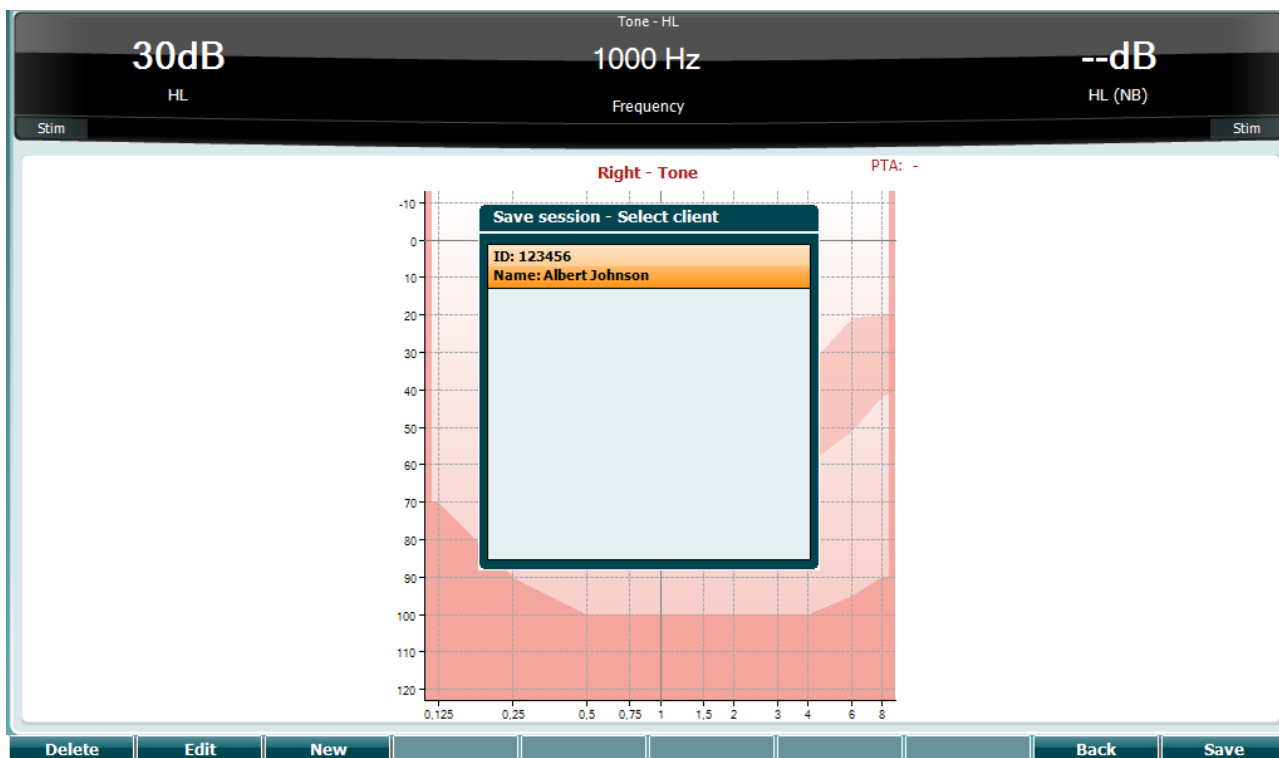 Tone - HL
30dB
1000 Hz
--dB
HL
Frequency
HL (NB)
Stim
Stim
Right - Tone
PTA: -
Save session - Select client
ID: 123456
Name: Albert Johnson
-10
0
10
20
30
40
50
60
70
80
90
100
110
120
0,125 0,25 0,5 0,75 1 1,5 2 3 4 6 8
Delete Edit New Back Save